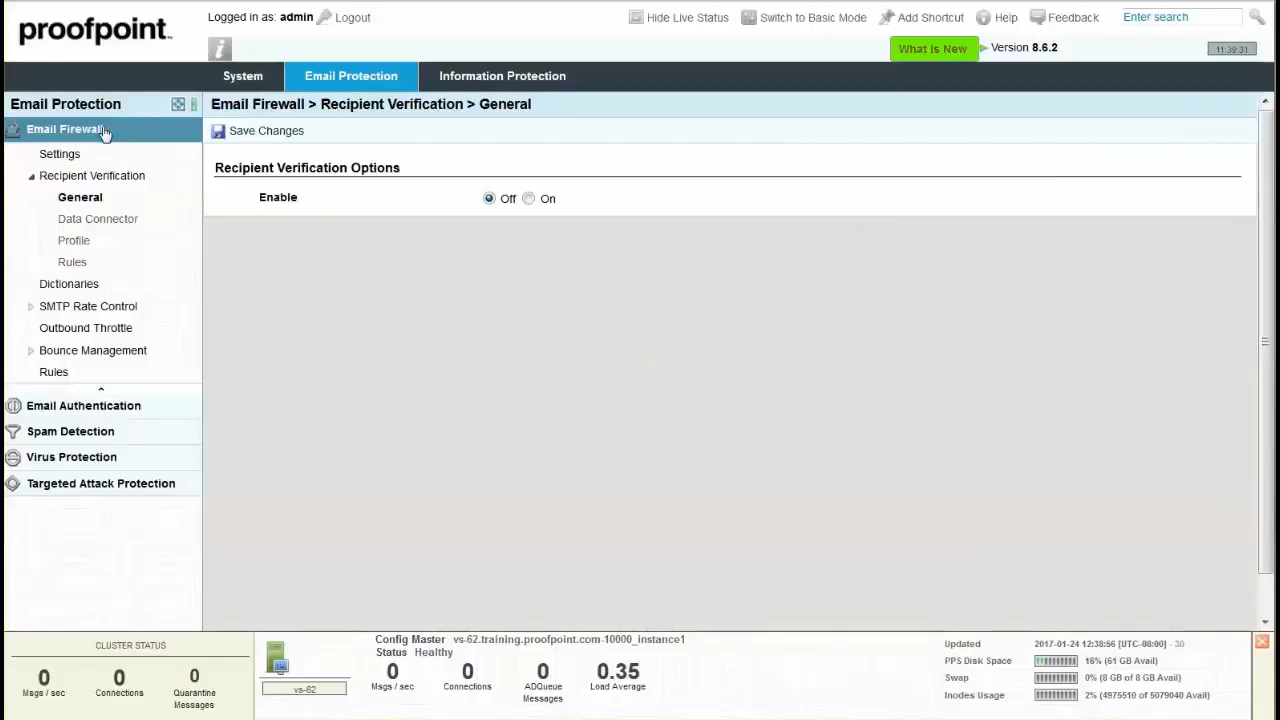 proofpoint™
Logged in as: admin Logout
Hide Live Status Switch to Basic Mode Add Shortcut Help Feedback Enter search
What is New Version 8.6.2 11:39:31
System Email Protection Information Protection
Email Protection
Email Firewall
Settings
Recipient Verification
General
Data Connector
Profile
Rules
Dictionaries
SMTP Rate Control
Outbound Throttle
Bounce Management
Rules
Email Authentication
Spam Detection
Virus Protection
Targeted Attack Protection
Email Firewall > Recipient Verification > General
Save Changes
Recipient Verification Options
Enable Off On
CLUSTER STATUS
0 0 0
Msgs / sec Connections Quarantine Messages
vs-62
Config Master vs-62.training.proofpoint.com-10000_instance1
Status Healthy
0 0 0 0.35
Msgs / sec Connections ADQueue Messages Load Average
Updated 2017-01-24 12:38:56 [UTC-08:00] - 30
PPS Disk Space 16% (61 GB Avail)
Swap 0% (8 GB of 8 GB Avail)
Inodes Usage 2% (4975510 of 5079040 Avail)